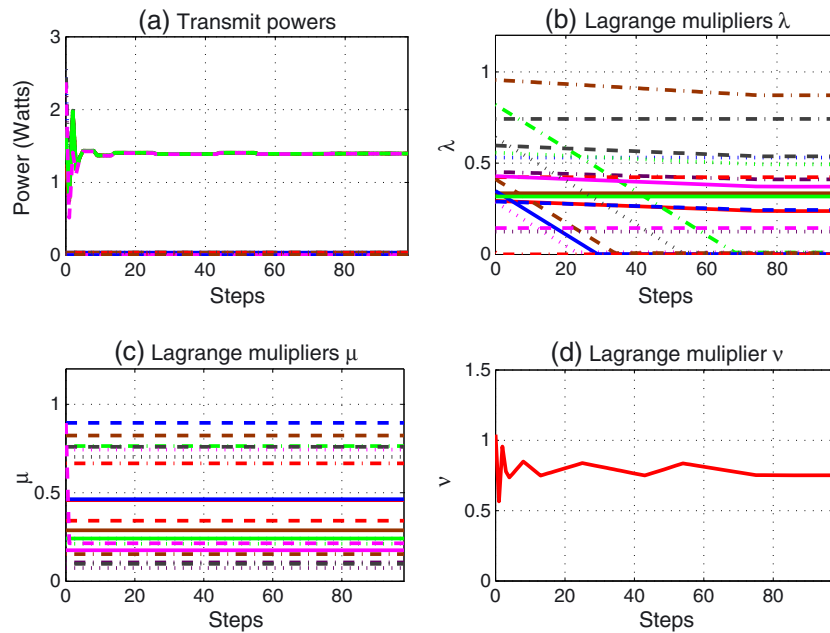 (a) Transmit powers
3
2
1
0
Power (Watts)
0 20 40 60 80
Steps
(b) Lagrange mulipliers λ
1
0.5
0
λ
0 20 40 60 80
Steps
(c) Lagrange mulipliers μ
1
0.5
0
μ
0 20 40 60 80
Steps
(d) Lagrange muliplier ν
1.5
1
0.5
0
ν
0 20 40 60 80
Steps